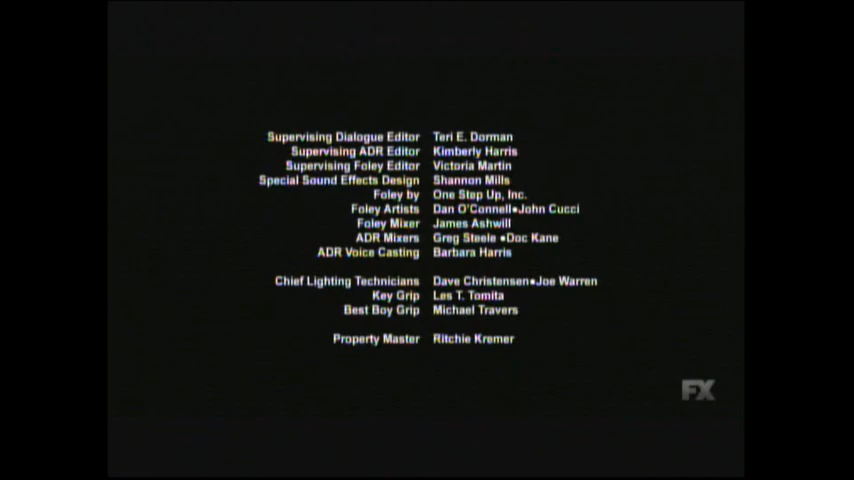 Supervising Dialogue Editor Teri E. Dorman
Supervising ADR Editor Kimberly Harris
Supervising Foley Editor Victoria Martin
Special Sound Effects Design Shannon Mills
Foley by One Step Up, Inc.
Foley Artists Dan O'Connell•John Cucci
Foley Mixer James Ashwill
ADR Mixers Greg Steele •Doc Kane
ADR Voice Casting Barbara Harris
Chief Lighting Technicians Dave Christensen•Joe Warren
Key Grip Les T. Tomita
Best Boy Grip Michael Travers
Property Master Ritchie Kremer
FX